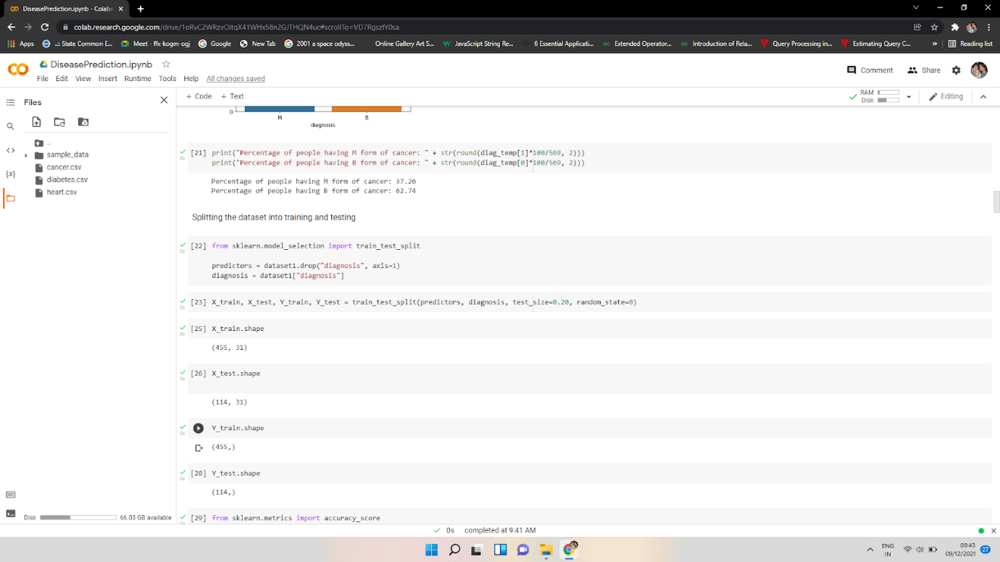 DiseasePrediction.ipynb - Colabo
colab.research.google.com/drive/1oRvC2WRzvOitqX41WHx58n2GJTHQN4uc#scrollTo=VD7RgszfY0sa
Apps ..:: State Common E... Meet - ffx-kogm-ogj Google New Tab 2001 a space odyss... Online Gallery Art S... JavaScript String Re... 6 Essential Applicati... Extended Operator... Introduction of Rela... Query Processing in... Estimating Query C... » Reading list
DiseasePrediction.ipynb
File Edit View Insert Runtime Tools Help All changes saved
Comment Share
Files
+ Code + Text
RAM
Disk
Editing
..
sample_data
cancer.csv
diabetes.csv
heart.csv
Disk 66.03 GB available
0
M B
diagnosis
[21] print("Percentage of people having M form of cancer: " + str(round(diag_temp[1]*100/569, 2)))
print("Percentage of people having B form of cancer: " + str(round(diag_temp[0]*100/569, 2)))
0s
Percentage of people having M form of cancer: 37.26
Percentage of people having B form of cancer: 62.74
Splitting the dataset into training and testing
[22] from sklearn.model_selection import train_test_split
0s
predictors = dataset1.drop("diagnosis", axis=1)
diagnosis = dataset1["diagnosis"]
[23] X_train, X_test, Y_train, Y_test = train_test_split(predictors, diagnosis, test_size=0.20, random_state=0)
0s
[25] X_train.shape
0s
(455, 31)
[26] X_test.shape
0s
(114, 31)
Y_train.shape
0s
(455,)
[28] Y_test.shape
0s
(114,)
[29] from sklearn.metrics import accuracy_score
0s completed at 9:41 AM
ENG
IN
09:43
09/12/2021
27